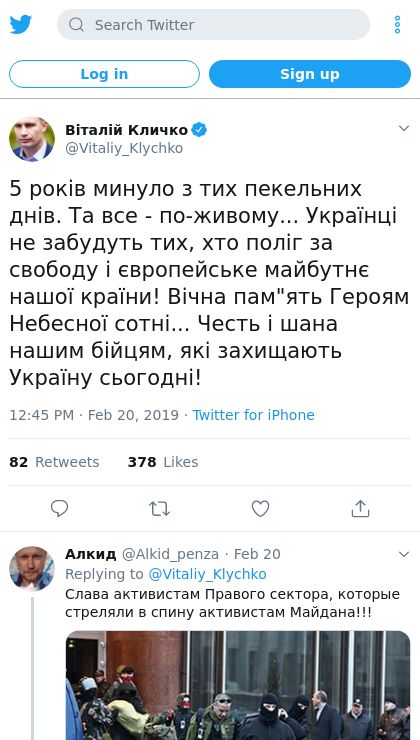 Search Twitter
Log in
Sign up
Віталій Кличко
@Vitaliy_Klychko
5 років минуло з тих пекельних
днів. Та все - по-живому... Українці
не забудуть тих, хто поліг за
свободу і європейське майбутнє
нашої країни! Вічна пам"ять Героям
Небесної сотні... Честь і шана
нашим бійцям, які захищають
Україну сьогодні!
12:45 PM · Feb 20, 2019 · Twitter for iPhone
82 Retweets 378 Likes
Алкид @Alkid_penza · Feb 20
Replying to @Vitaliy_Klychko
Слава активистам Правого сектора, которые
стреляли в спину активистам Майдана!!!